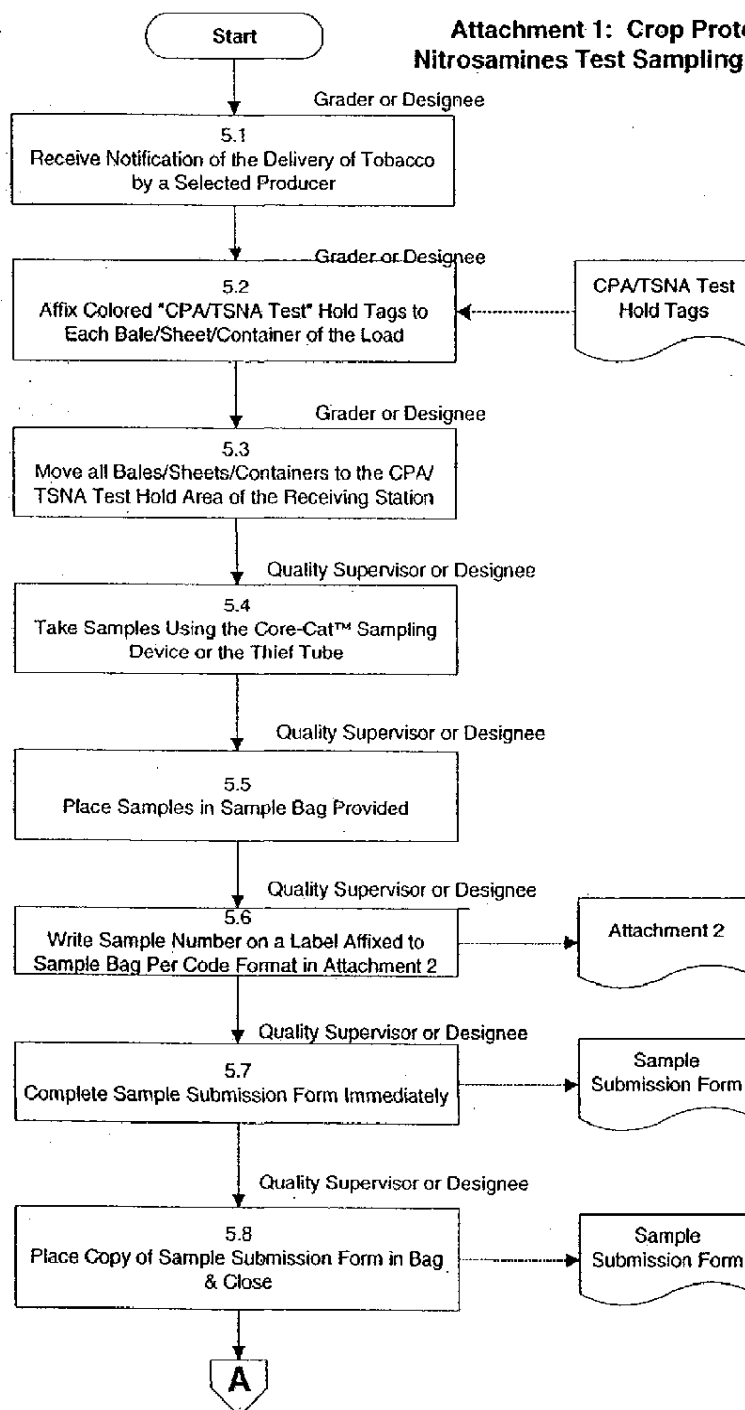 Start
Attachment 1: Crop Prote
Nitrosamines Test Sampling
Grader or Designee
5.1
Receive Notification of the Delivery of Tobacco
by a Selected Producer
Grader or Designee
5.2
Affix Colored "CPA/TSNA Test" Hold Tags to
Each Bale/Sheet/Container of the Load
CPA/TSNA Test
Hold Tags
Grader or Designee
5.3
Move all Bales/Sheets/Containers to the CPA/
TSNA Test Hold Area of the Receiving Station
Quality Supervisor or Designee
5.4
Take Samples Using the Core-Cat™ Sampling
Device or the Thief Tube
Quality Supervisor or Designee
5.5
Place Samples in Sample Bag Provided
Quality Supervisor or Designee
5.6
Write Sample Number on a Label Affixed to
Sample Bag Per Code Format in Attachment 2
Attachment 2
Quality Supervisor or Designee
5.7
Complete Sample Submission Form Immediately
Sample
Submission Form
Quality Supervisor or Designee
5.8
Place Copy of Sample Submission Form in Bag
& Close
Sample
Submission Form
A